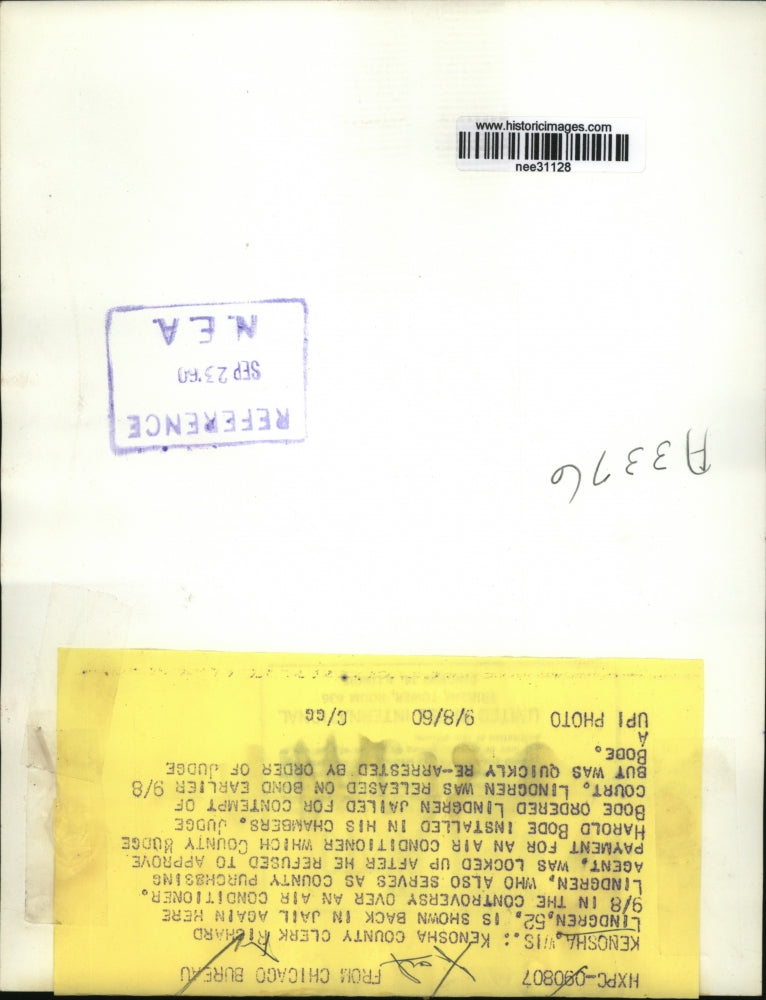 www.historicimages.com
nee31128
REFERENCE
SEP 23 '60
N. E. A.
A3376
HXPC-090807 FROM CHICAGO BUREAU
KENOSHA, WIS.: KENOSHA COUNTY CLERK RICHARD
LINDGREN, 52, IS SHOWN BACK IN JAIL AGAIN HERE
9/8 IN THE CONTROVERSY OVER AN AIR CONDITIONER.
LINDGREN, WHO ALSO SERVES AS COUNTY PURCHSING
AGENT, WAS LOCKED UP AFTER HE REFUSED TO APPROVE
PAYMENT FOR AN AIR CONDITIONER WHICH COUNTY JUDGE
HAROLD BODE INSTALLED IN HIS CHAMBERS. JUDGE
BODE ORDERED LINDGREN JAILED FOR CONTEMPT OF
COURT. LINDGREN WAS RELEASED ON BOND EARLIER 9/8
BUT WAS QUICKLY RE-ARRESTED BY ORDER OF JUDGE
BODE.
A
UPI PHOTO 9/8/60 C/GG